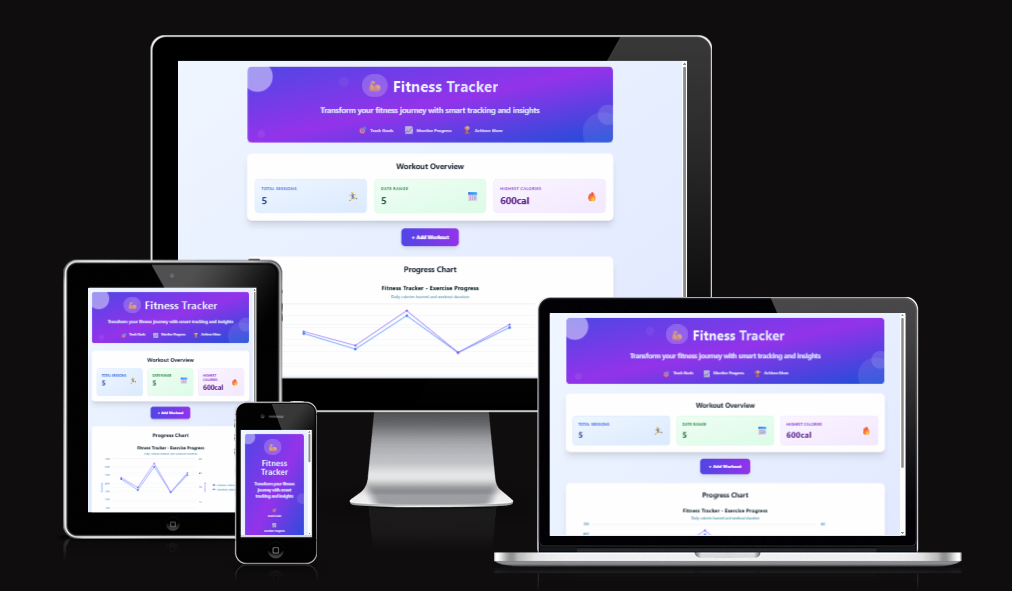 Fitness Tracker
Transform your fitness journey with smart tracking and insights
Track Goals Monitor Progress Achieve More
Workout Overview
TOTAL SESSIONS DATE RANGE HIGHEST CALORIES
5 5 600cal
+ Add Workout
Progress Chart
Fitness Tracker - Exercise Progress
Daily calories burned and workout duration
Fitness Tracker
Transform your fitness journey with smart tracking and insights
Track Goals Monitor Progress Achieve More
Workout Overview
TOTAL SESSIONS DATE RANGE HIGHEST
CALORIES
5 5 600cal
+ Add Workout
Progress Chart
Fitness Tracker - Exercise Progress
Fitness
Tracker
Transform your fitness
journey with smart
tracking and insights
Fitness Tracker
Transform your fitness journey with smart tracking and insights
Track Goals Monitor Progress Achieve More
Workout Overview
TOTAL SESSIONS DATE RANGE HIGHEST CALORIES
5 5 600cal
+ Add Workout
Progress Chart
Fitness Tracker - Exercise Progress
Daily calories burned and workout duration